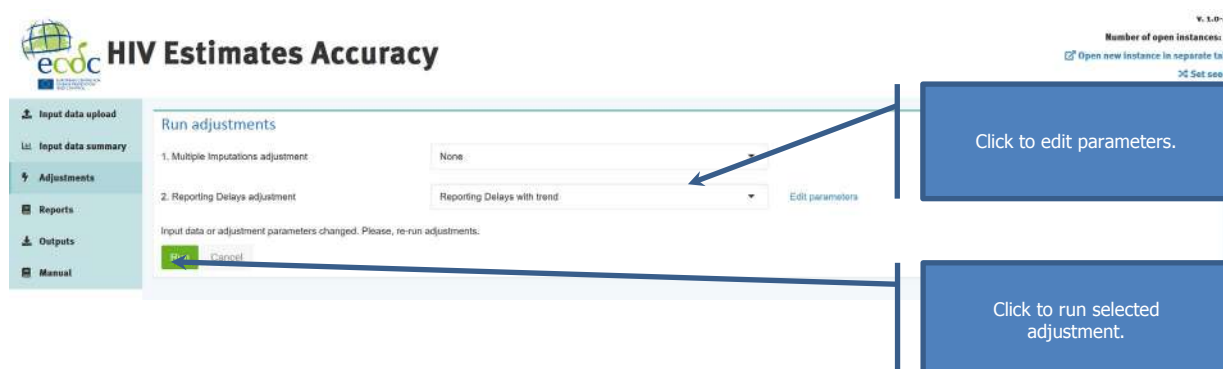 ecdc
HIV Estimates Accuracy
v. 1.0-
Number of open instances:
Open new instance in separate ta
Set see
Input data upload
Input data summary
Adjustments
Reports
Outputs
Manual
Run adjustments
1. Multiple Imputations adjustment
None
2. Reporting Delays adjustment
Reporting Delays with trend
Edit parameters
Input data or adjustment parameters changed. Please, re-run adjustments.
Run
Cancel
Click to edit parameters.
Click to run selected
adjustment.